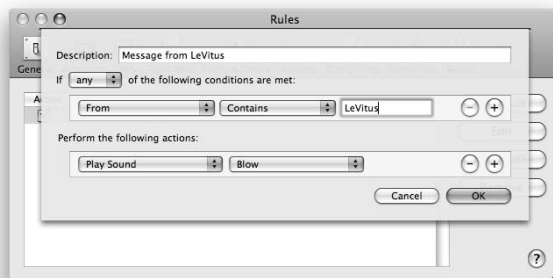 Rules
Description: Message from LeVitus
If any of the following conditions are met:
From Contains LeVitus
Perform the following actions:
Play Sound Blow
Cancel OK
Edit
?